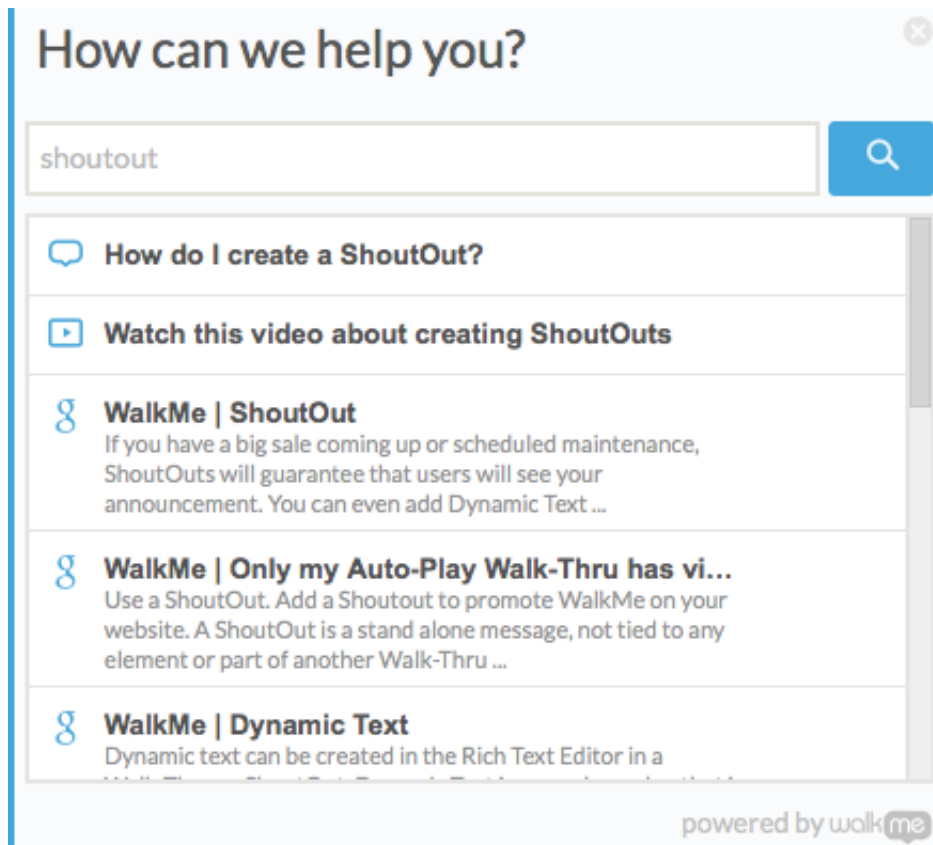 How can we help you?
shoutout
How do I create a ShoutOut?
Watch this video about creating ShoutOuts
WalkMe | ShoutOut
If you have a big sale coming up or scheduled maintenance,
ShoutOuts will guarantee that users will see your
announcement. You can even add Dynamic Text ...
WalkMe | Only my Auto-Play Walk-Thru has vi...
Use a ShoutOut. Add a Shoutout to promote WalkMe on your
website. A ShoutOut is a stand alone message, not tied to any
element or part of another Walk-Thru ...
WalkMe | Dynamic Text
Dynamic text can be created in the Rich Text Editor in a
powered by walkme